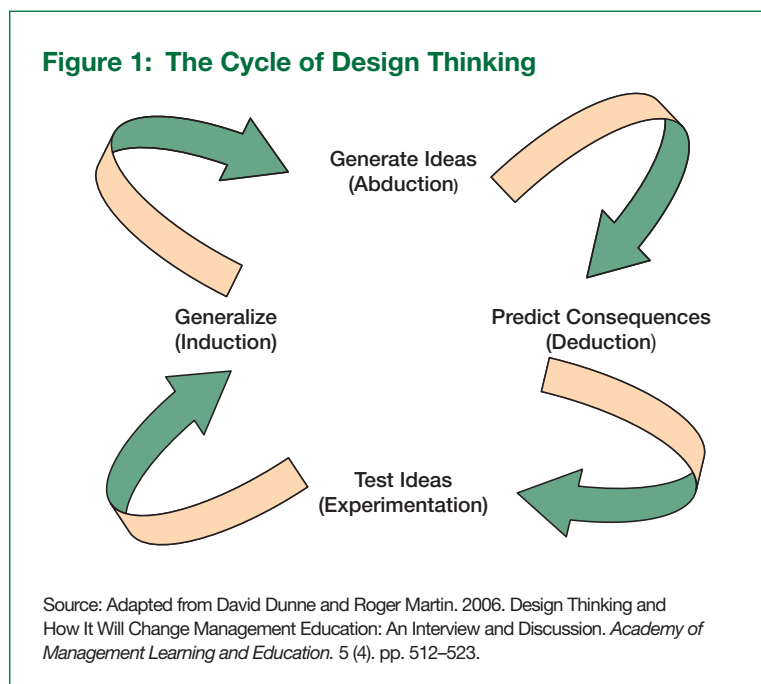 Figure 1: The Cycle of Design Thinking
Generate Ideas
(Abduction)
Predict Consequences
(Deduction)
Test Ideas
(Experimentation)
Generalize
(Induction)
Source: Adapted from David Dunne and Roger Martin. 2006. Design Thinking and
How It Will Change Management Education: An Interview and Discussion. Academy of
Management Learning and Education. 5 (4). pp. 512–523.